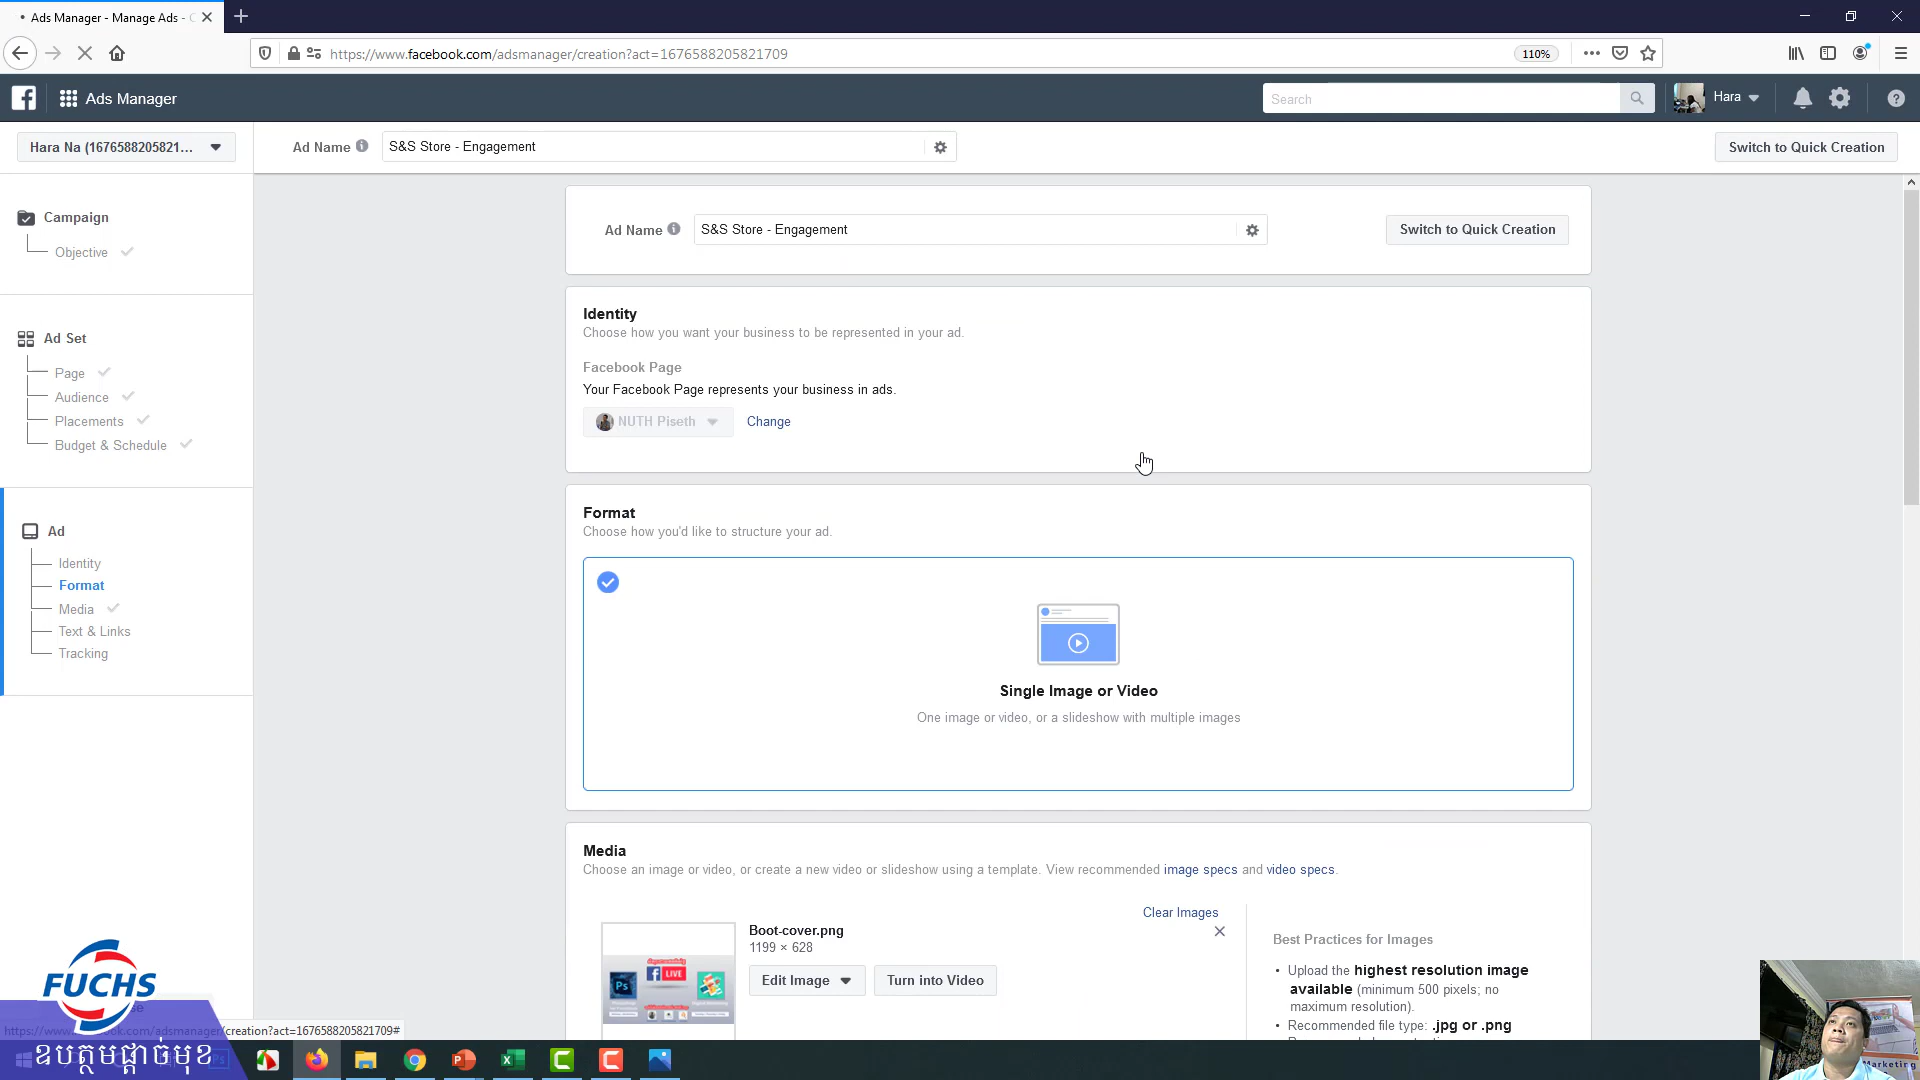 Ads Manager - Manage Ads - C
https://www.facebook.com/adsmanager/creation?act=1676588205821709
110%
Ads Manager
Search
Hara
Hara Na (1676588205821...
Ad Name
S&S Store - Engagement
Switch to Quick Creation
Campaign
Objective
Ad Set
Page
Audience
Placements
Budget & Schedule
Ad
Identity
Format
Media
Text & Links
Tracking
Ad Name
S&S Store - Engagement
Switch to Quick Creation
Identity
Choose how you want your business to be represented in your ad.
Facebook Page
Your Facebook Page represents your business in ads.
NUTH Piseth
Change
Format
Choose how you'd like to structure your ad.
Single Image or Video
One image or video, or a slideshow with multiple images
Media
Choose an image or video, or create a new video or slideshow using a template. View recommended image specs and video specs.
Clear Images
Boot-cover.png
1199 × 628
Edit Image
Turn into Video
Ps
LIVE
Best Practices for Images
• Upload the highest resolution image
available (minimum 500 pixels; no
maximum resolution).
• Recommended file type: .jpg or .png
FUCHS
ឧបត្ថមផ្តាច់មុខ